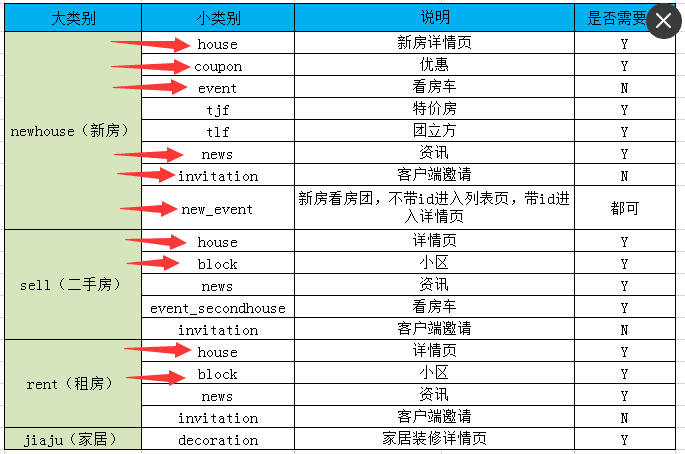 大类别 小类别 说明 是否需要
newhouse（新房） house 新房详情页 Y
coupon 优惠 Y
event 看房车 N
tjf 特价房 Y
tlf 团立方 Y
news 资讯 Y
invitation 客户端邀请 N
new_event 新房看房团，不带id进入列表页，带id进
入详情页 都可
sell（二手房） house 详情页 Y
block 小区 Y
news 资讯 Y
event_secondhouse 看房车 Y
invitation 客户端邀请 N
rent（租房） house 详情页 Y
block 小区 Y
news 资讯 Y
invitation 客户端邀请 N
jiaju（家居） decoration 家居装修详情页 Y